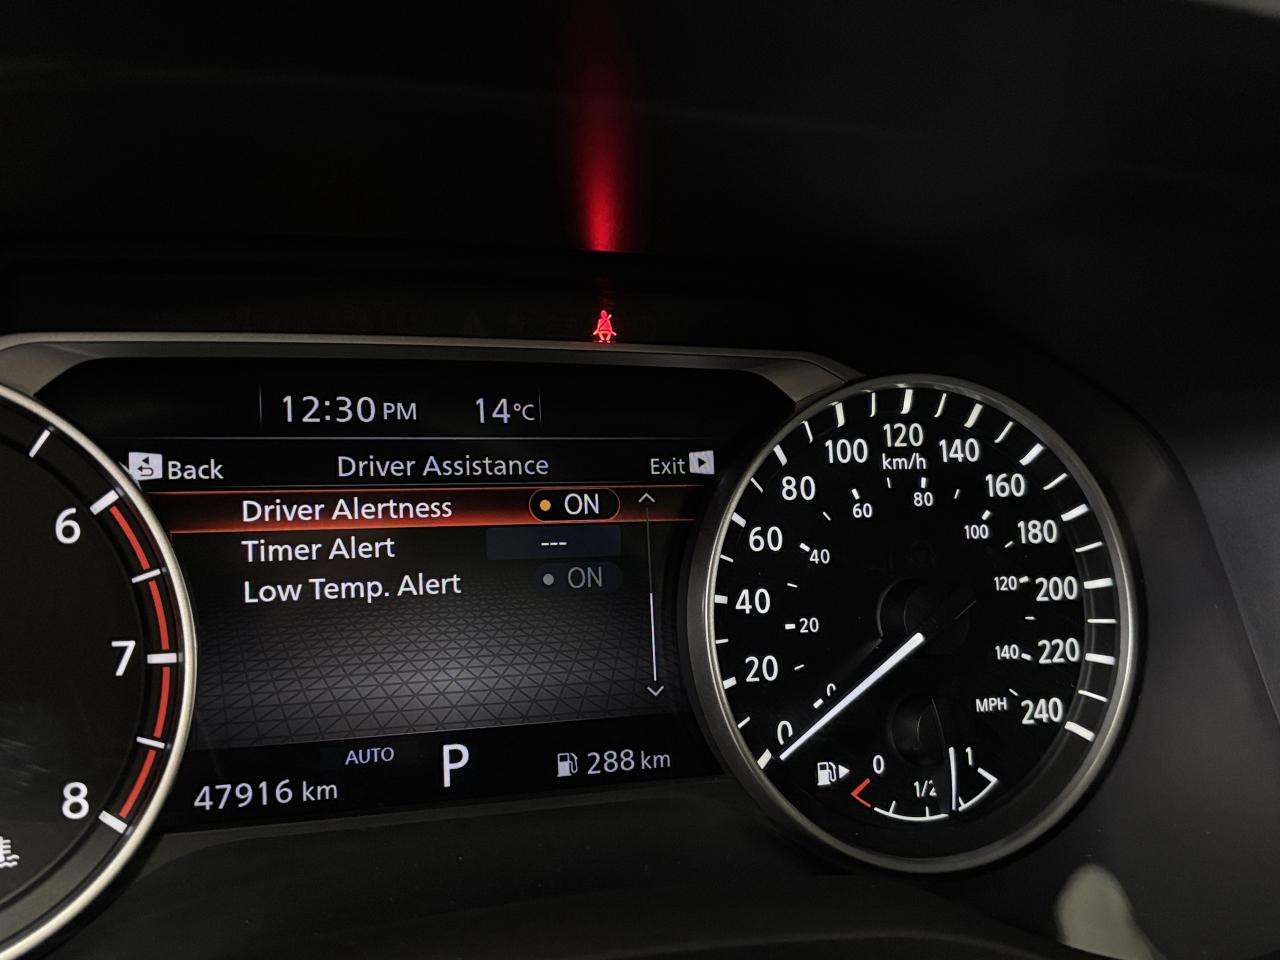 12:30 PM 14°C
Back Driver Assistance Exit
Driver Alertness ON
Timer Alert ---
Low Temp. Alert ON
AUTO P 288 km
47916 km
6
7
8
0 20 40 60 80 100 120 140 160 180 200 220 240
km/h
0 20 40 60 80 100 120 140
MPH
0 1/2 1